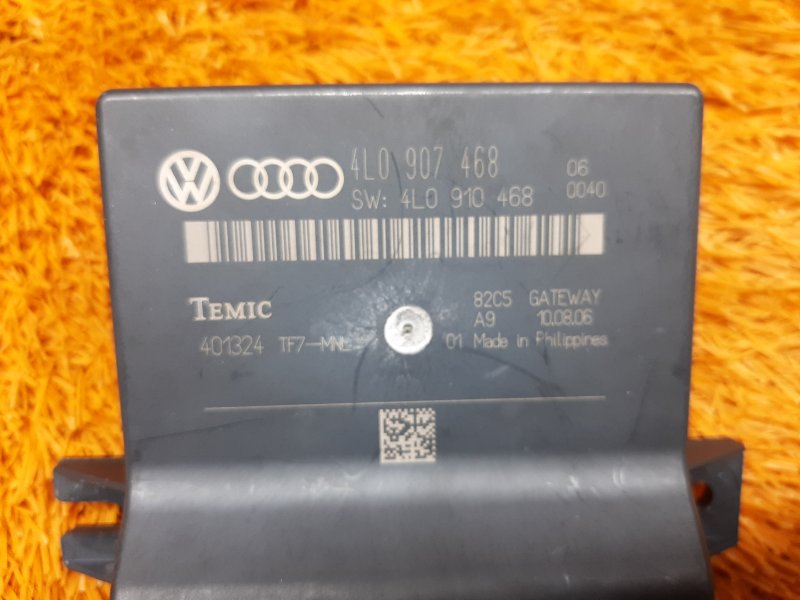 4L0 907 468 06
SW: 4L0 910 468 0040
TEMIC 82C5 GATEWAY
A9 10.08.06
401324 TF7-MNL 01 Made in Philippines